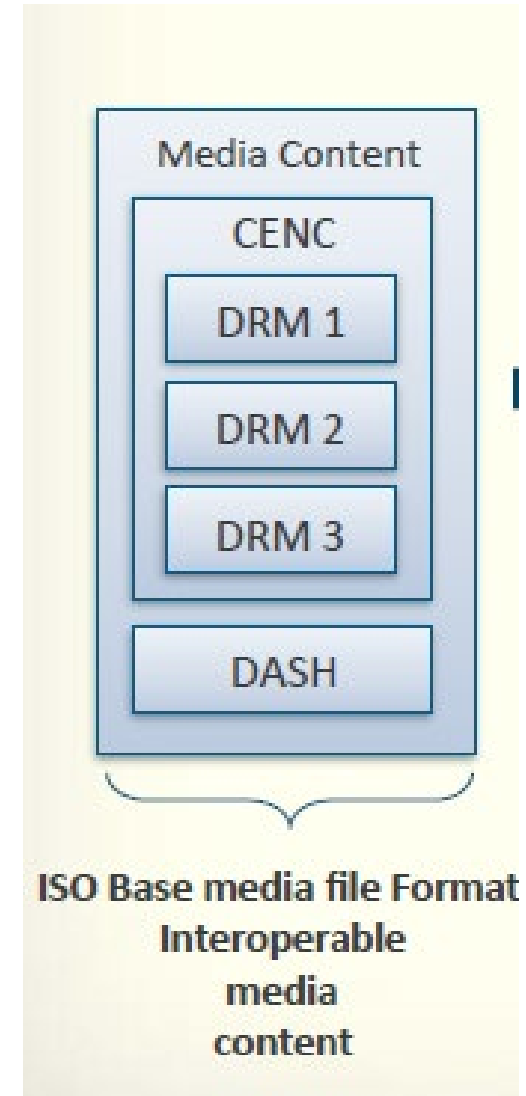 Media Content
CENC
DRM 1
DRM 2
DRM 3
DASH
ISO Base media file Format
Interoperable
media
content